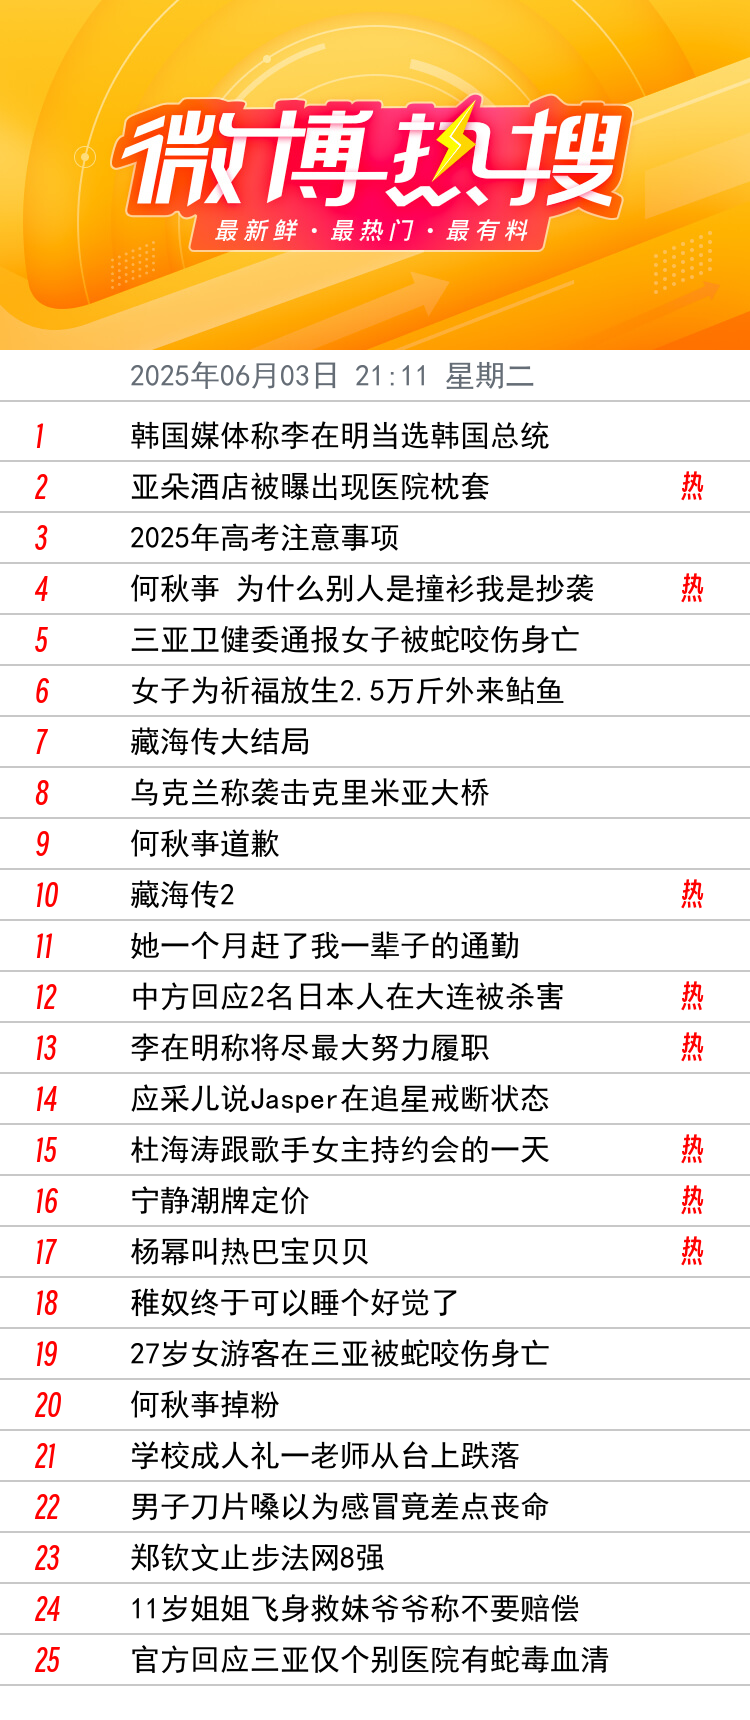 微博热搜
最新鲜·最热门·最有料
2025年06月03日 21:11 星期二
1 韩国媒体称李在明当选韩国总统
2 亚朵酒店被曝出现医院枕套 热
3 2025年高考注意事项
4 何秋亊 为什么别人是撞衫我是抄袭 热
5 三亚卫健委通报女子被蛇咬伤身亡
6 女子为祈福放生2.5万斤外来鲇鱼
7 藏海传大结局
8 乌克兰称袭击克里米亚大桥
9 何秋亊道歉
10 藏海传2 热
11 她一个月赶了我一辈子的通勤
12 中方回应2名日本人在大连被杀害 热
13 李在明称将尽最大努力履职 热
14 应采儿说Jasper在追星戒断状态
15 杜海涛跟歌手女主持约会的一天 热
16 宁静潮牌定价 热
17 杨幂叫热巴宝贝贝 热
18 稚奴终于可以睡个好觉了
19 27岁女游客在三亚被蛇咬伤身亡
20 何秋亊掉粉
21 学校成人礼一老师从台上跌落
22 男子刀片嗓以为感冒竟差点丧命
23 郑钦文止步法网8强
24 11岁姐姐飞身救妹爷爷称不要赔偿
25 官方回应三亚仅个别医院有蛇毒血清